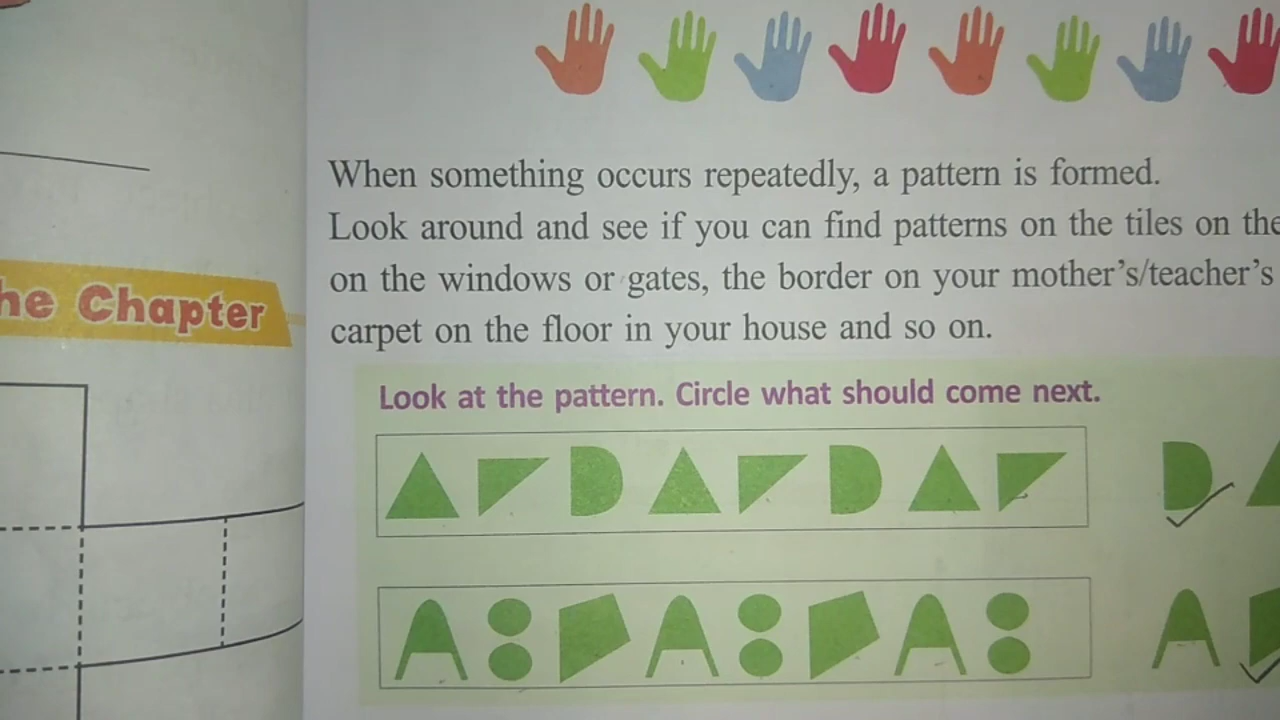 he Chapter
When something occurs repeatedly, a pattern is formed.
Look around and see if you can find patterns on the tiles on the
on the windows or gates, the border on your mother's/teacher's
carpet on the floor in your house and so on.
Look at the pattern. Circle what should come next.